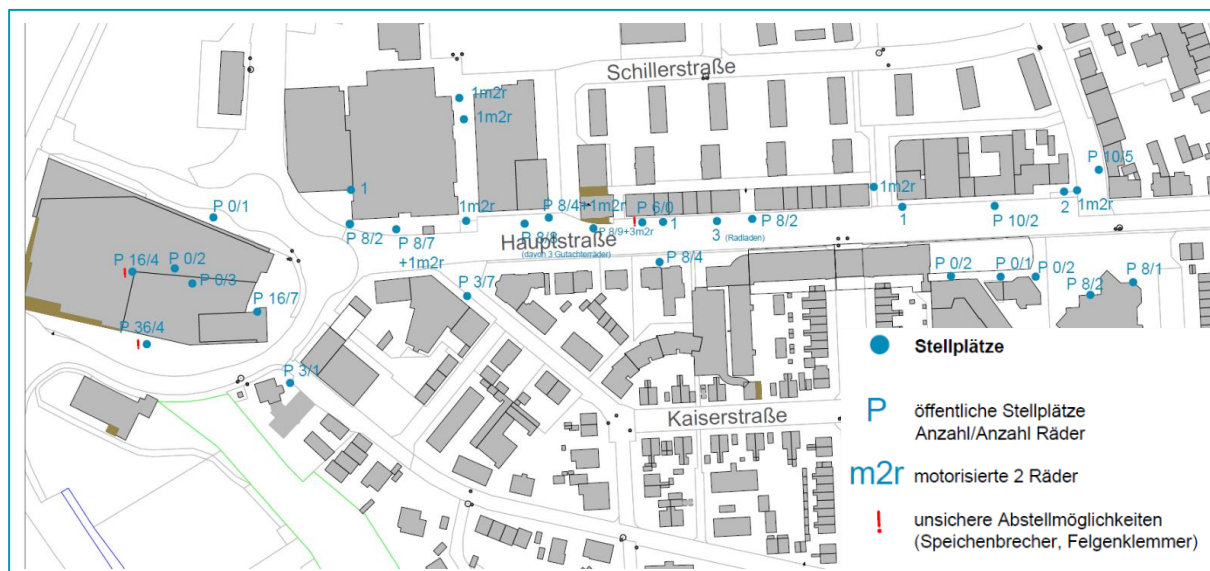 Schillerstraße
1m2r
1m2r
P 10/5
1
1m2r
2
1m2r
P 0/1
P 8/2
P 8/7
+1m2r
1m2r
P 8/4+1m2r
P 8/9+3m2r
P 6/0
1
3 (Radladen)
P 8/2
1
P 10/2
Hauptstraße
(davon 3 Gutachterräder)
P 16/4
P 0/2
P 0/3
P 16/7
P 3/7
P 8/4
P 0/2
P 0/1
P 0/2
P 8/2
P 8/1
P 36/4
P 3/1
Kaiserstraße
Stellplätze
P
öffentliche Stellplätze
Anzahl/Anzahl Räder
m2r
motorisierte 2 Räder
!
unsichere Abstellmöglichkeiten
(Speichenbrecher, Felgenklemmer)